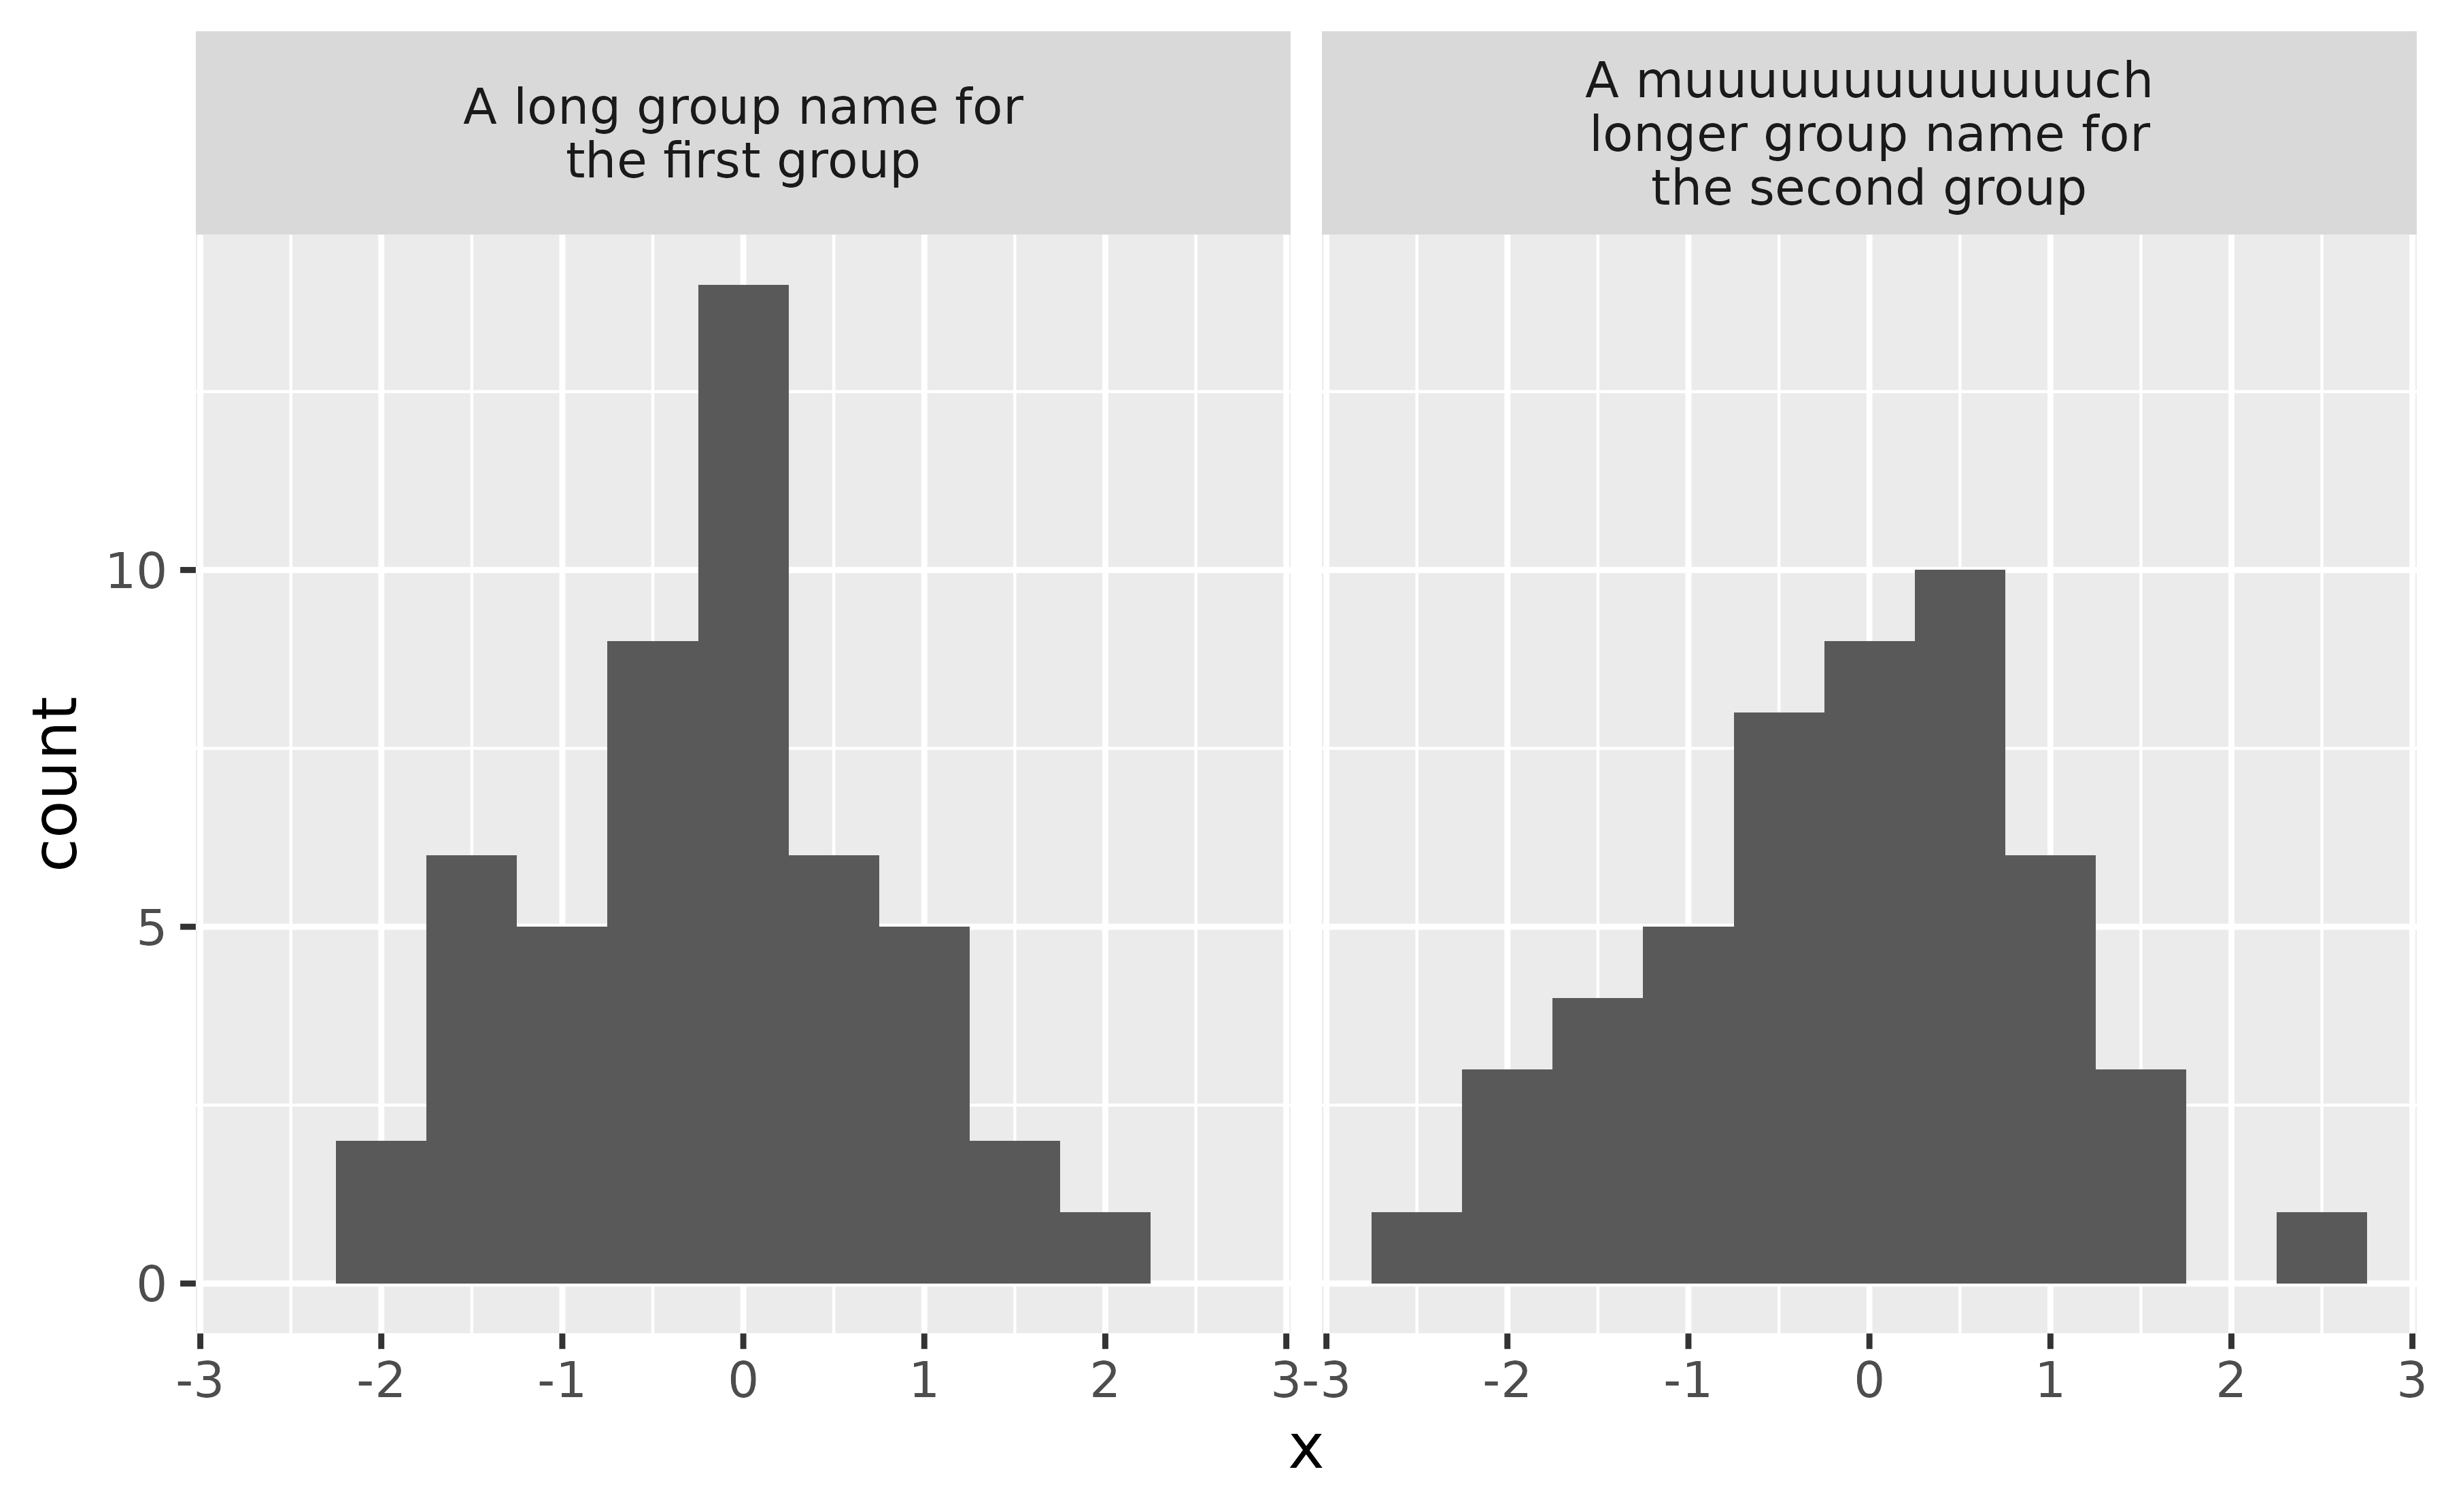 A long group name for
the first group
A muuuuuuuuuuuuuch
longer group name for
the second group
10
5
0
count
-3 -2 -1 0 1 2 3
-3 -2 -1 0 1 2 3
x